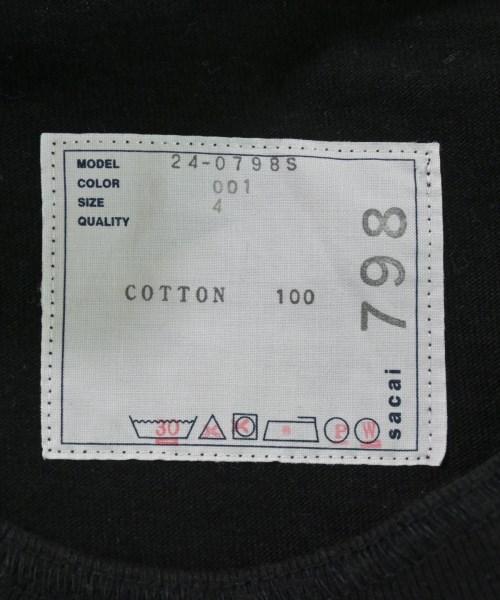 MODEL 24-0798S
COLOR 001
SIZE 4
QUALITY
COTTON 100
798
sacai
30 P W